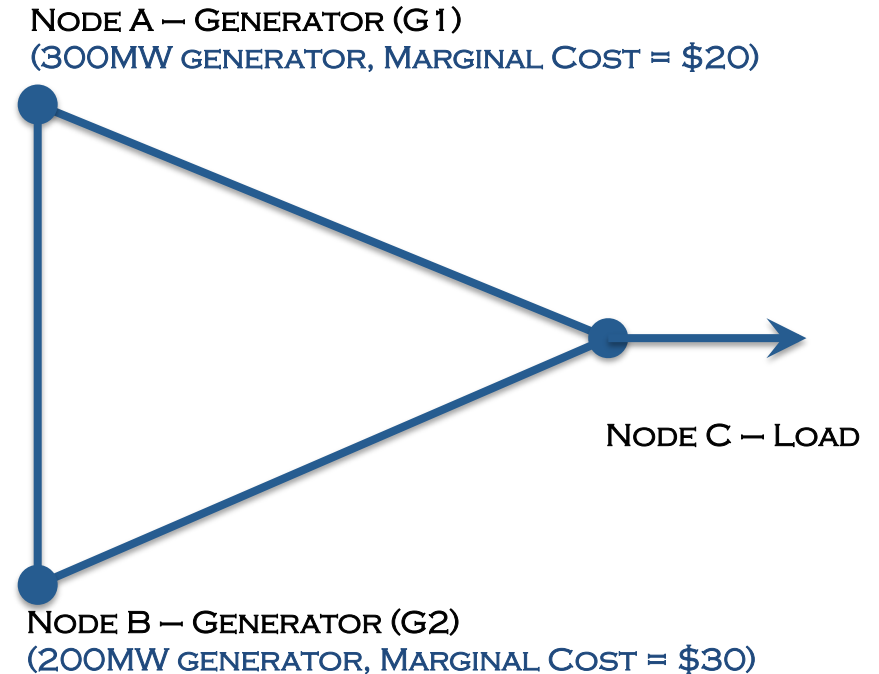 Node A – Generator (G1)
(300MW generator, Marginal Cost = $20)
Node C – Load
Node B – Generator (G2)
(200MW generator, Marginal Cost = $30)